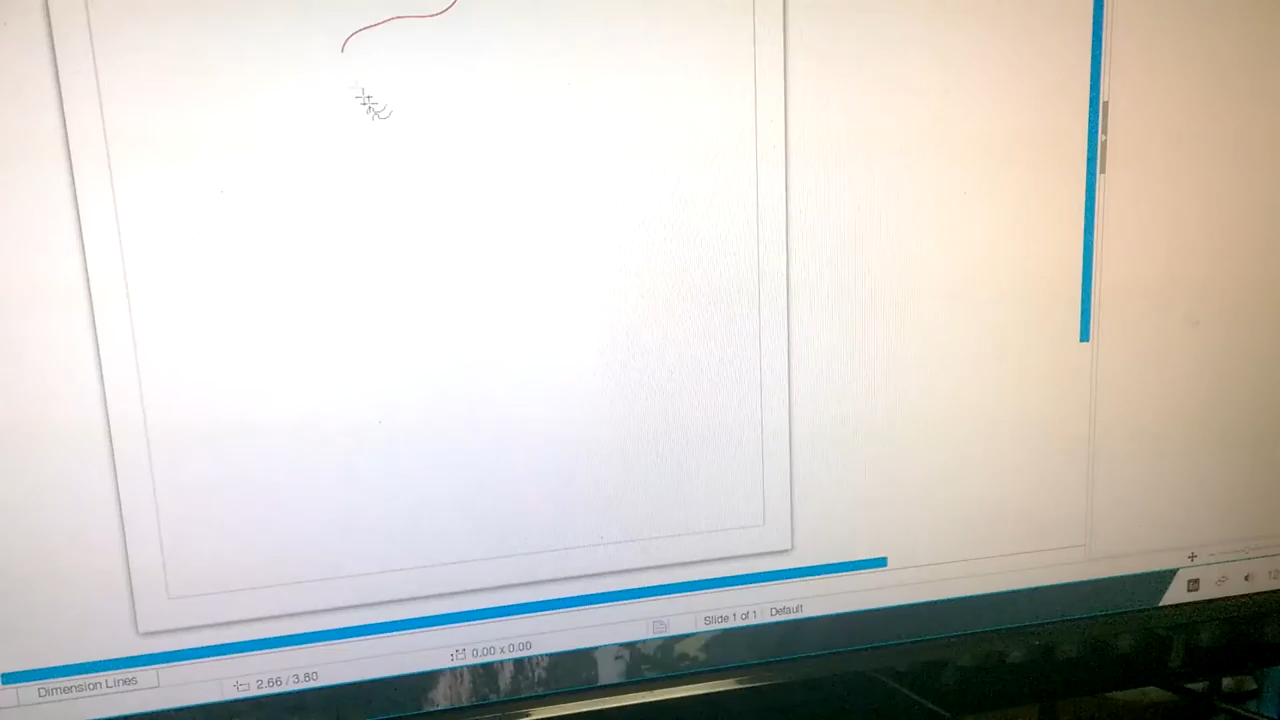 Dimension Lines
2.66 / 3.80
0.00 x 0.00
Slide 1 of 1
Default